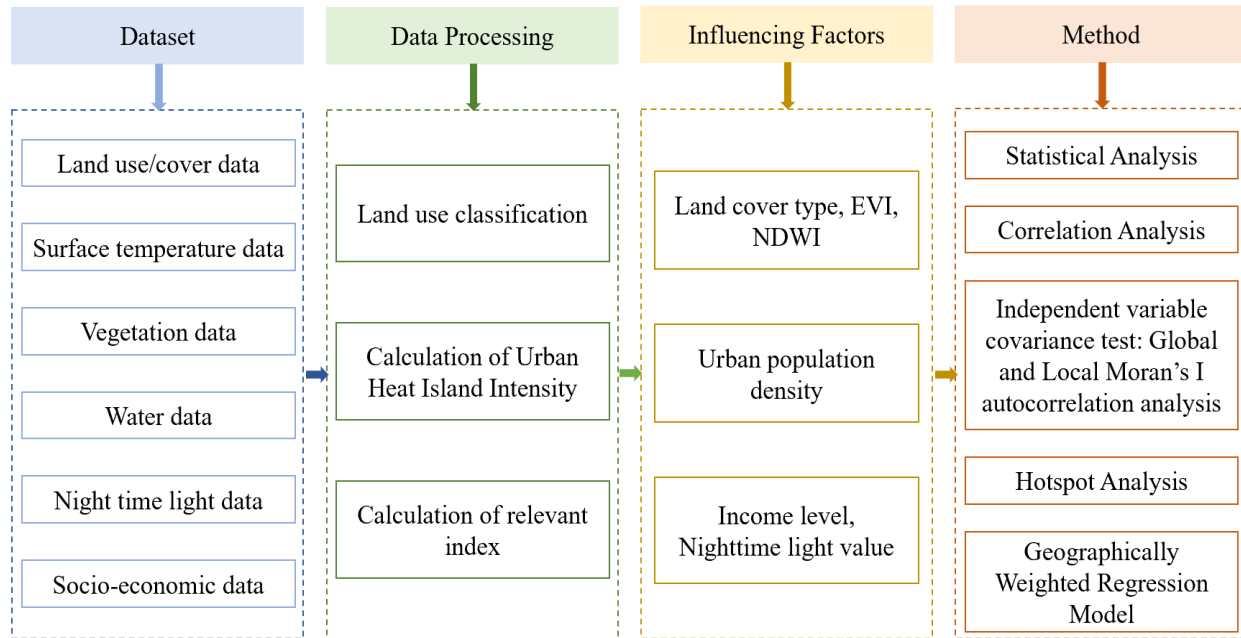 Dataset
Data Processing
Influencing Factors
Method
Land use/cover data
Surface temperature data
Vegetation data
Water data
Night time light data
Socio-economic data
Land use classification
Calculation of Urban
Heat Island Intensity
Calculation of relevant
index
Land cover type, EVI,
NDWI
Urban population
density
Income level,
Nighttime light value
Statistical Analysis
Correlation Analysis
Independent variable
covariance test: Global
and Local Moran’s I
autocorrelation analysis
Hotspot Analysis
Geographically
Weighted Regression
Model